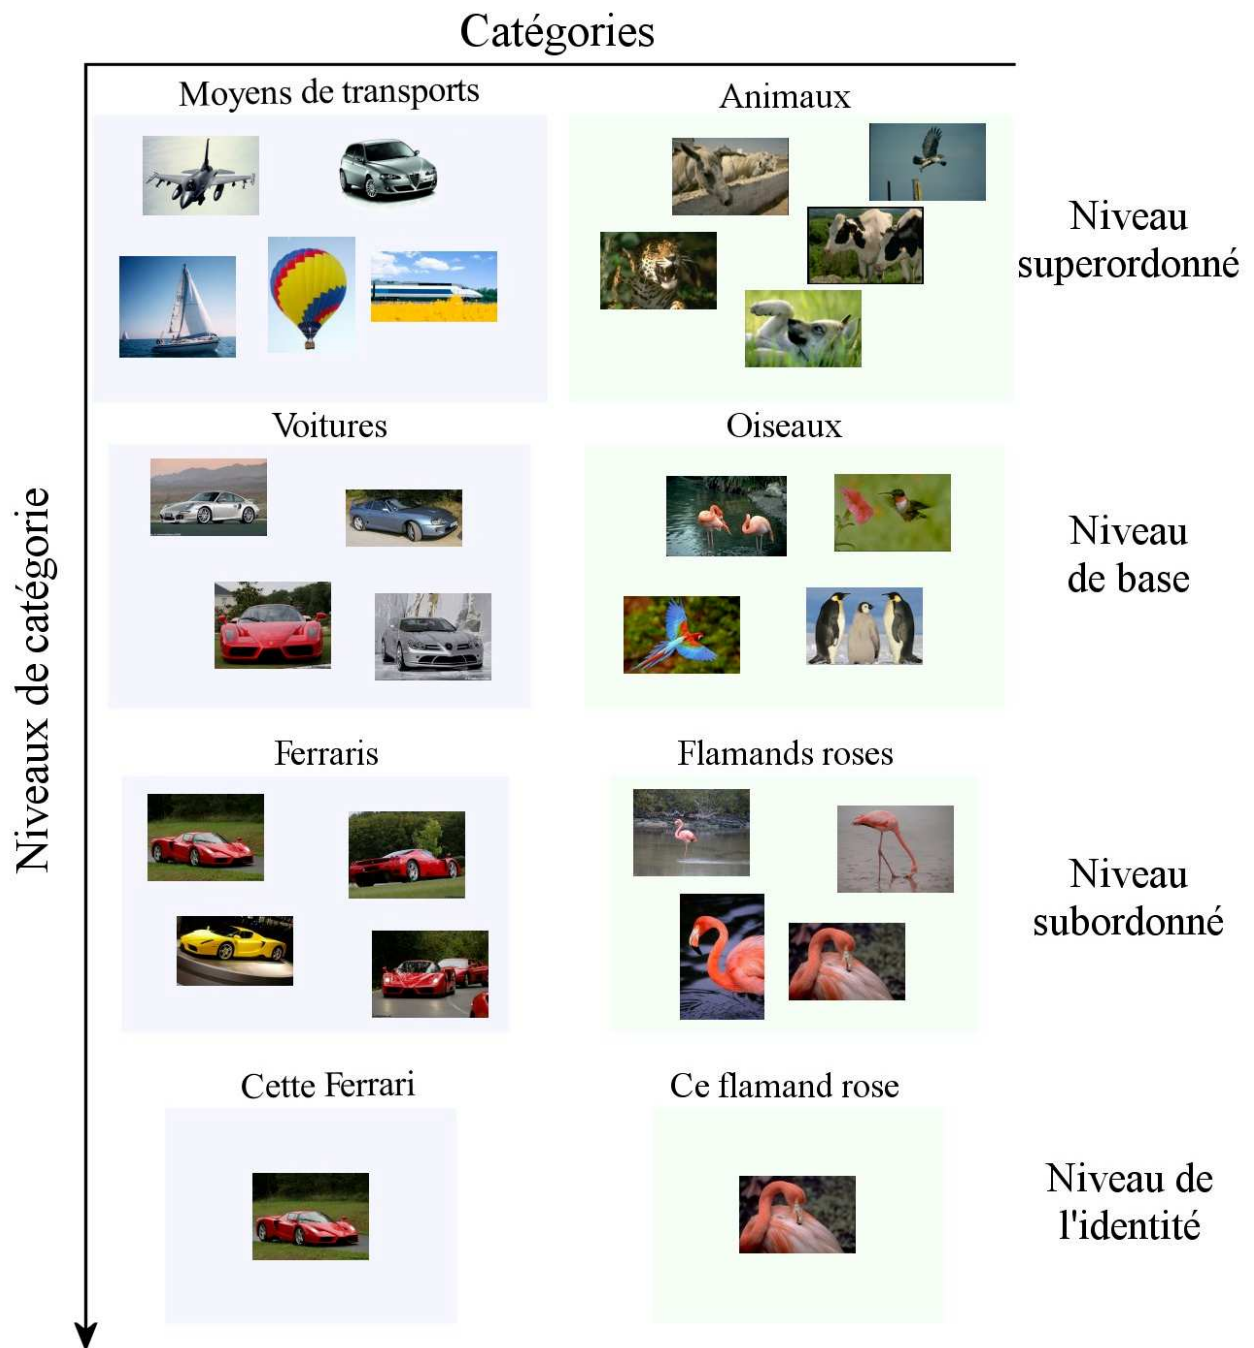 Catégories
Moyens de transports
Animaux
Niveau
superordonné
Voitures
Oiseaux
Niveaux de catégorie
Niveau
de base
Ferraris
Flamands roses
Niveau
subordonné
Cette Ferrari
Ce flamand rose
Niveau de
l'identité